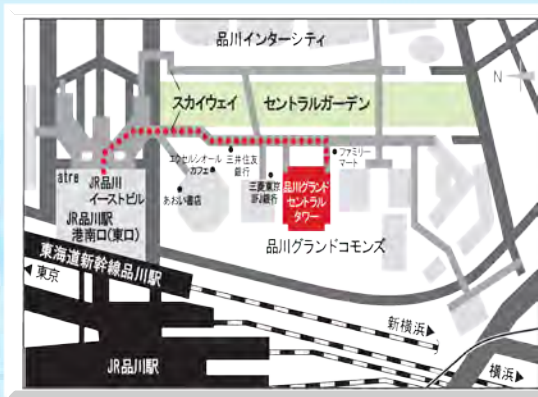 品川インターシティ
N
スカイウェイ
セントラルガーデン
エクセルシオール
カフェ
三井住友
銀行
ファミリー
マート
atre
JR品川
イーストビル
あおい書店
三菱東京
UFJ銀行
品川グランド
セントラル
タワー
JR品川駅
港南口(東口)
品川グランドコモンズ
東海道新幹線品川駅
◀東京
新横浜▶
JR品川駅
横浜▶